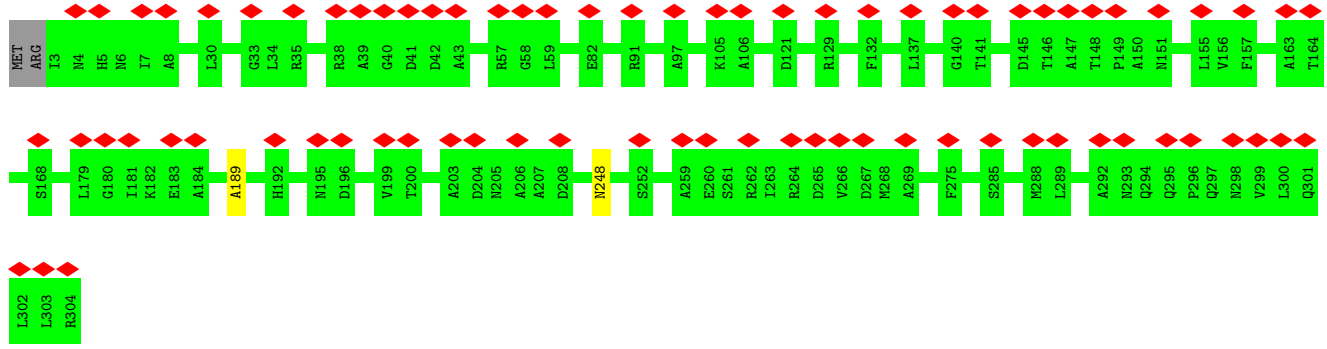 MET ARG I3 N4 H5 N6 I7 A8 L30 G33 L34 R35 R38 A39 G40 D41 D42 A43 R57 G58 L59 E82 R91 A97 K105 A106 D121 R129 F132 L137 G140 T141 D145 T146 A147 T148 P149 A150 N151 L155 V156 F157 A163 T164
S168 L179 G180 I181 K182 E183 A184 A189 H192 N195 D196 V199 T200 A203 D204 N205 A206 A207 D208 N248 S252 A259 E260 S261 R262 I263 R264 D265 V266 D267 M268 A269 F275 S285 M288 L289 A292 N293 Q294 Q295 P296 Q297 N298 V299 L300 Q301
L302 L303 R304